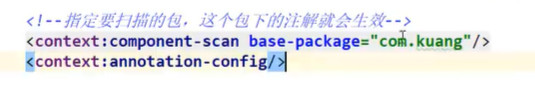 <!--指定要扫描的包，这个包下的注解就会生效-->
<context:component-scan base-package="com.kuang"/>
<context:annotation-config/>